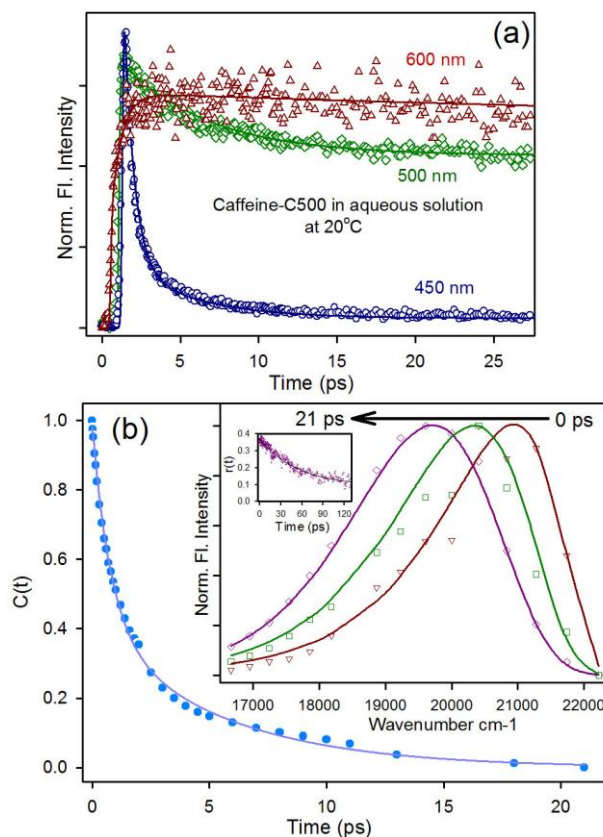 (a)
600 nm
500 nm
Caffeine-C500 in aqueous solution
at 20°C
450 nm
Norm. Fl. Intensity
0 5 10 15 20 25
Time (ps)
(b)
1.0
0.8
0.6
0.4
0.2
0.0
C(t)
0 5 10 15 20
Time (ps)
21 ps
0 ps
0.4
0.3
0.2
0.1
0.0
r(t)
0 30 60 90 120
Time (ps)
Norm. Fl. Intensity
17000 18000 19000 20000 21000 22000
Wavenumber cm-1